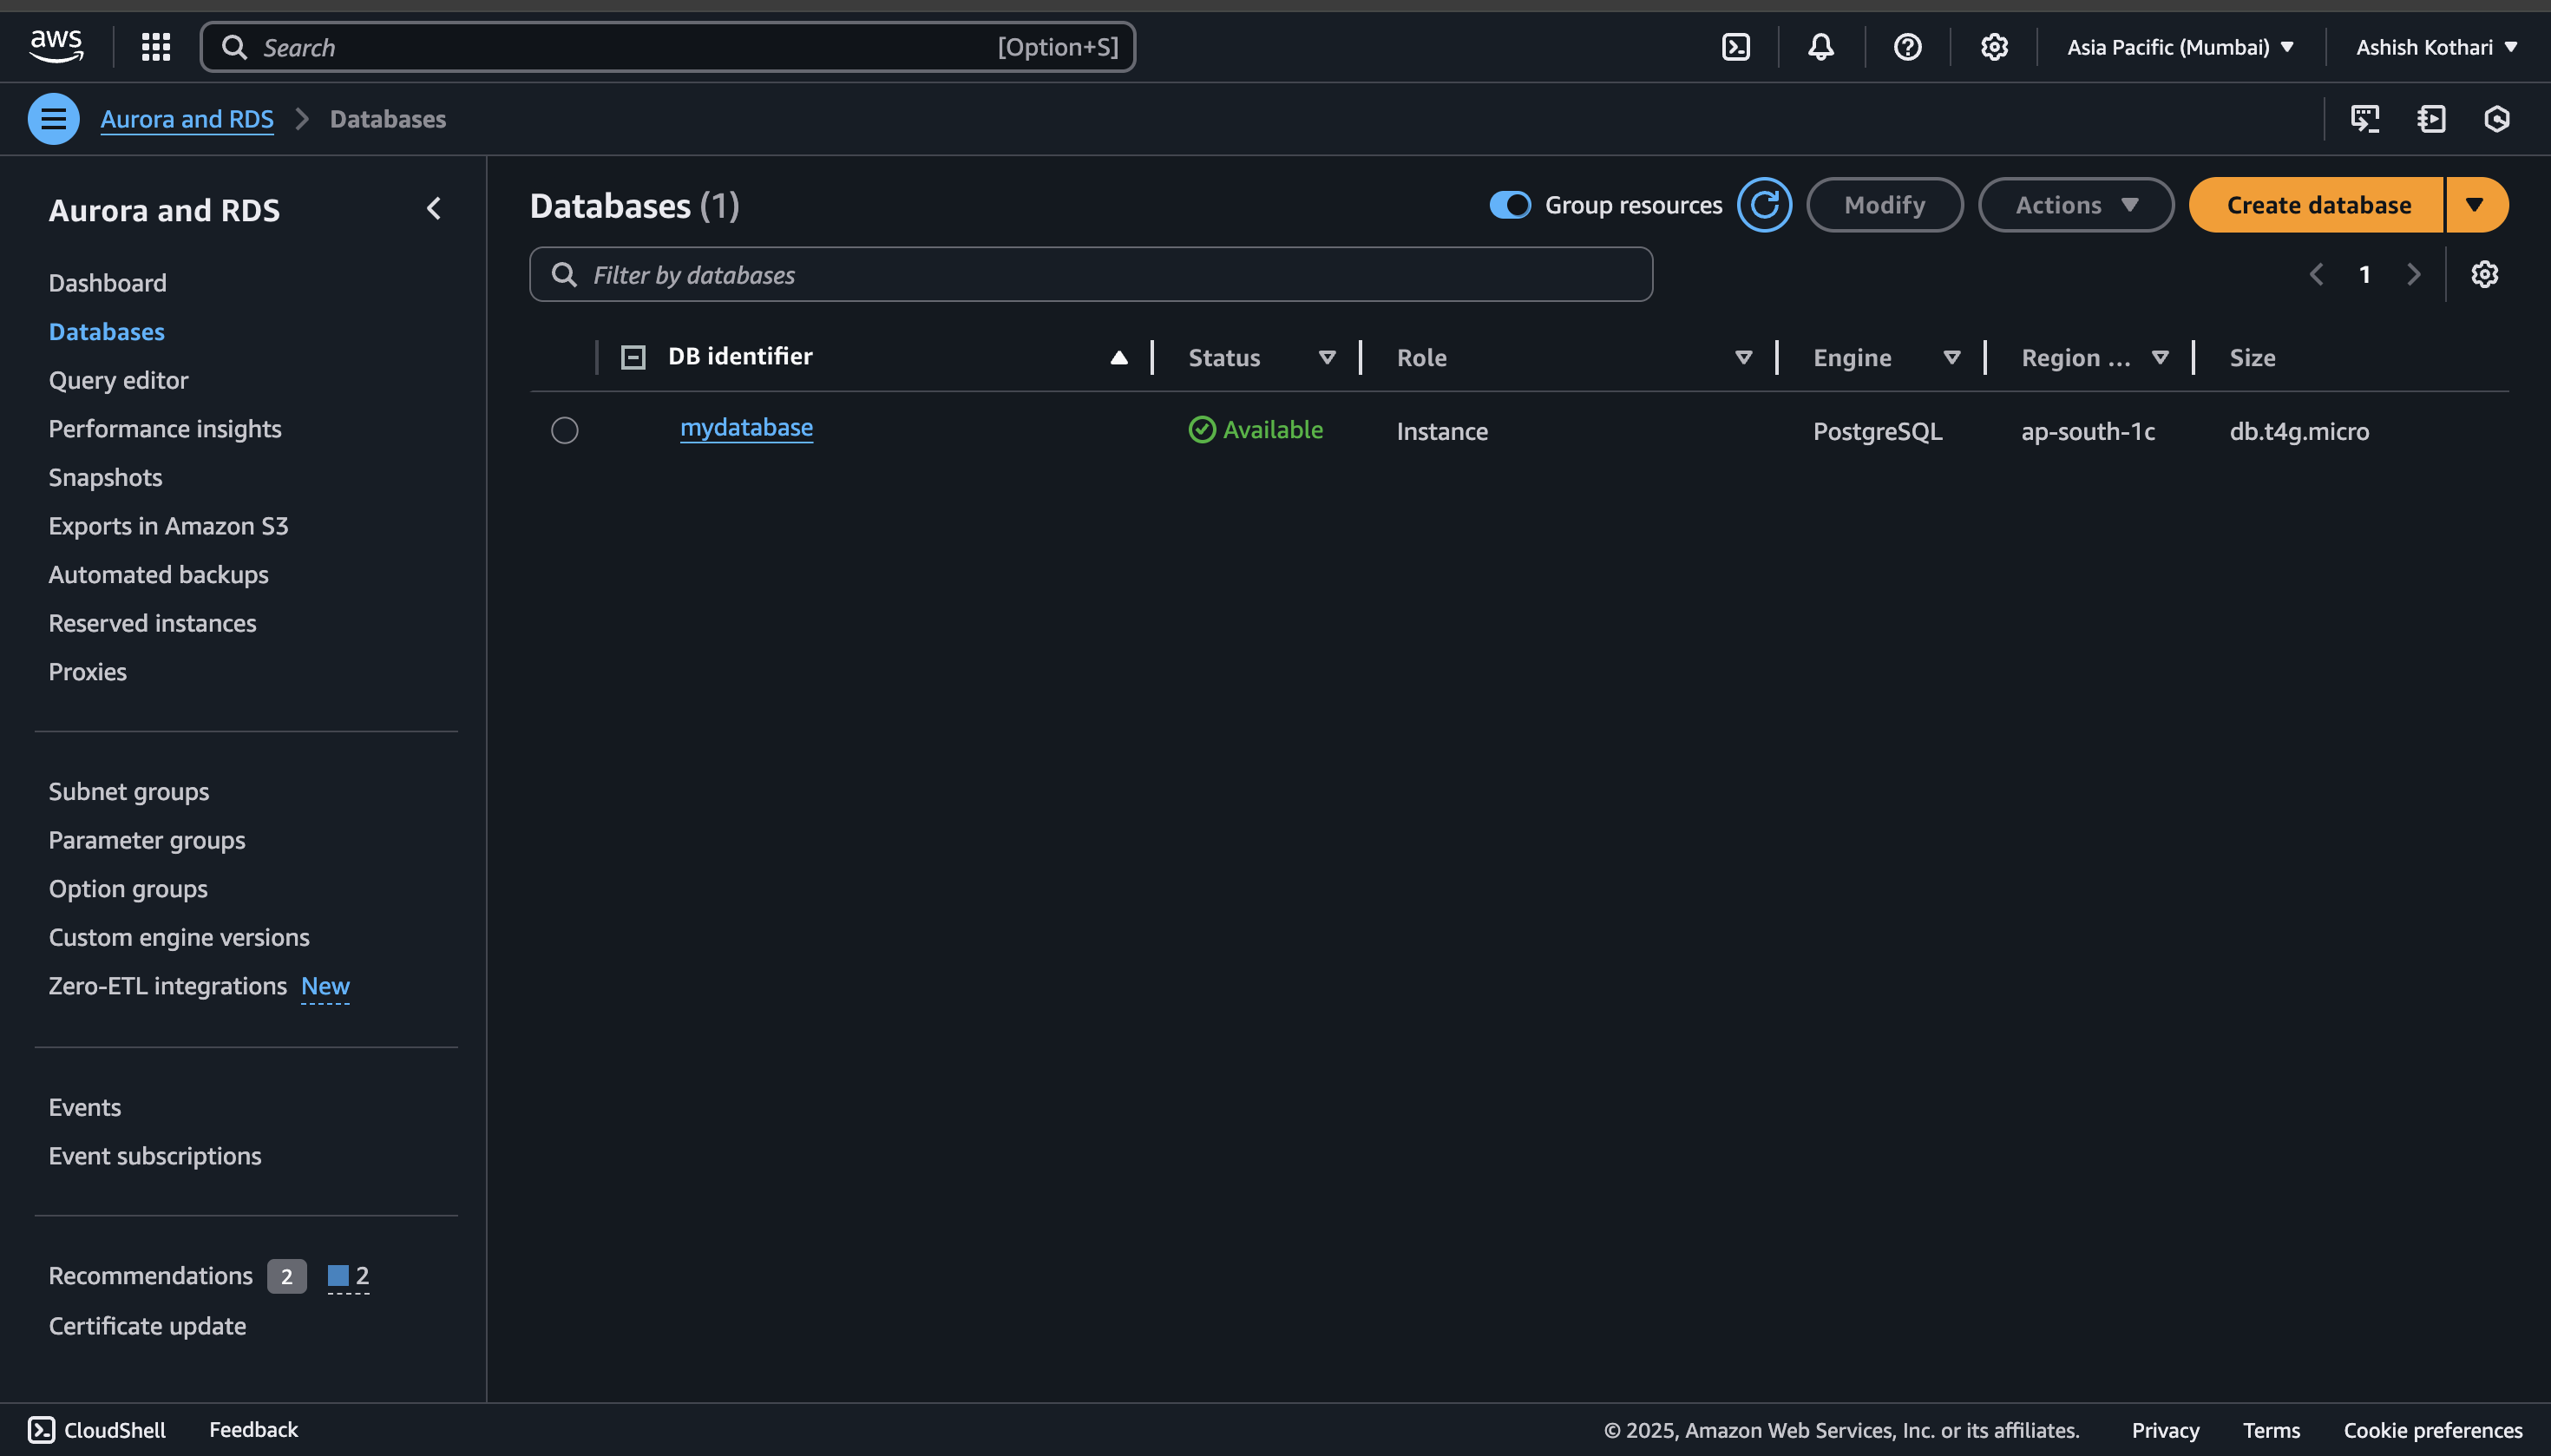 aws
Search [Option+S]
Asia Pacific (Mumbai)
Ashish Kothari
Aurora and RDS
Databases
Aurora and RDS
Dashboard
Databases
Query editor
Performance insights
Snapshots
Exports in Amazon S3
Automated backups
Reserved instances
Proxies
Subnet groups
Parameter groups
Option groups
Custom engine versions
Zero-ETL integrations New
Events
Event subscriptions
Recommendations 2 2
Certificate update
Databases (1)
Group resources
Modify
Actions
Create database
Filter by databases
1
DB identifier Status Role Engine Region ... Size
mydatabase Available Instance PostgreSQL ap-south-1c db.t4g.micro
CloudShell Feedback
© 2025, Amazon Web Services, Inc. or its affiliates. Privacy Terms Cookie preferences